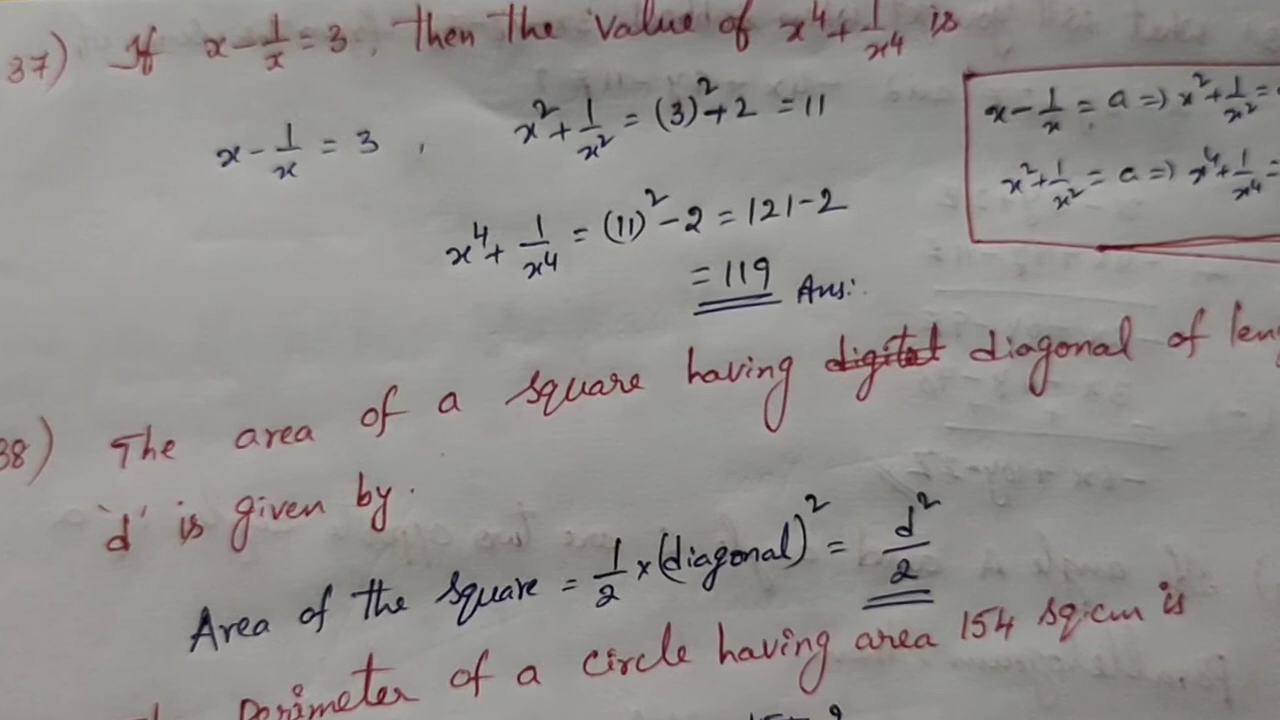 37) If x - 1/x = 3, then the value of x⁴ + 1/x⁴ is
x - 1/x = 3 , x² + 1/x² = (3)² + 2 = 11
x - 1/x = a => x² + 1/x² =
x² + 1/x² = a => x⁴ + 1/x⁴ =
x⁴ + 1/x⁴ = (11)² - 2 = 121 - 2
= 119 Ans:
38) The area of a square having digital diagonal of
'd' is given by.
Area of the square = 1/2 × (diagonal)² = d²/2
Perimeter of a circle having area 154 sq.cm is